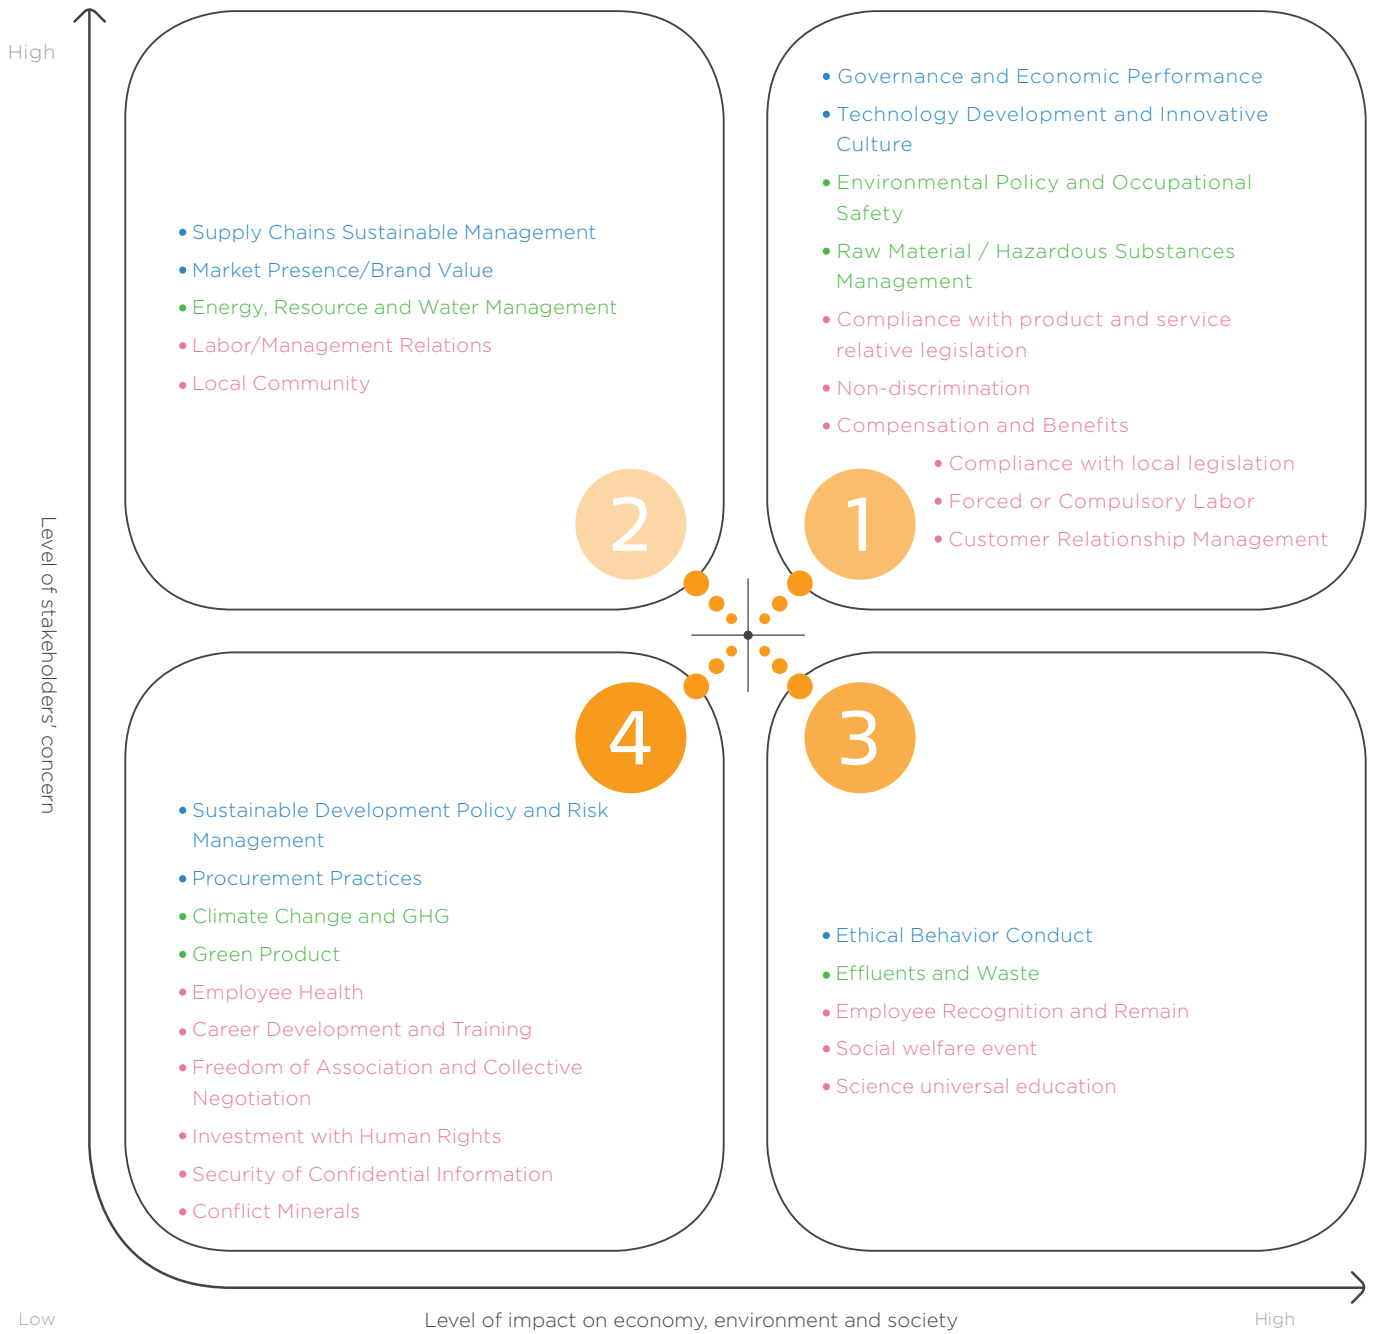 High
Level of stakeholders' concern
• Supply Chains Sustainable Management
• Market Presence/Brand Value
• Energy, Resource and Water Management
• Labor/Management Relations
• Local Community
2
• Governance and Economic Performance
• Technology Development and Innovative
Culture
• Environmental Policy and Occupational
Safety
• Raw Material / Hazardous Substances
Management
• Compliance with product and service
relative legislation
• Non-discrimination
• Compensation and Benefits
• Compliance with local legislation
• Forced or Compulsory Labor
• Customer Relationship Management
1
4
• Sustainable Development Policy and Risk
Management
• Procurement Practices
• Climate Change and GHG
• Green Product
• Employee Health
• Career Development and Training
• Freedom of Association and Collective
Negotiation
• Investment with Human Rights
• Security of Confidential Information
• Conflict Minerals
3
• Ethical Behavior Conduct
• Effluents and Waste
• Employee Recognition and Remain
• Social welfare event
• Science universal education
Low
Level of impact on economy, environment and society
High